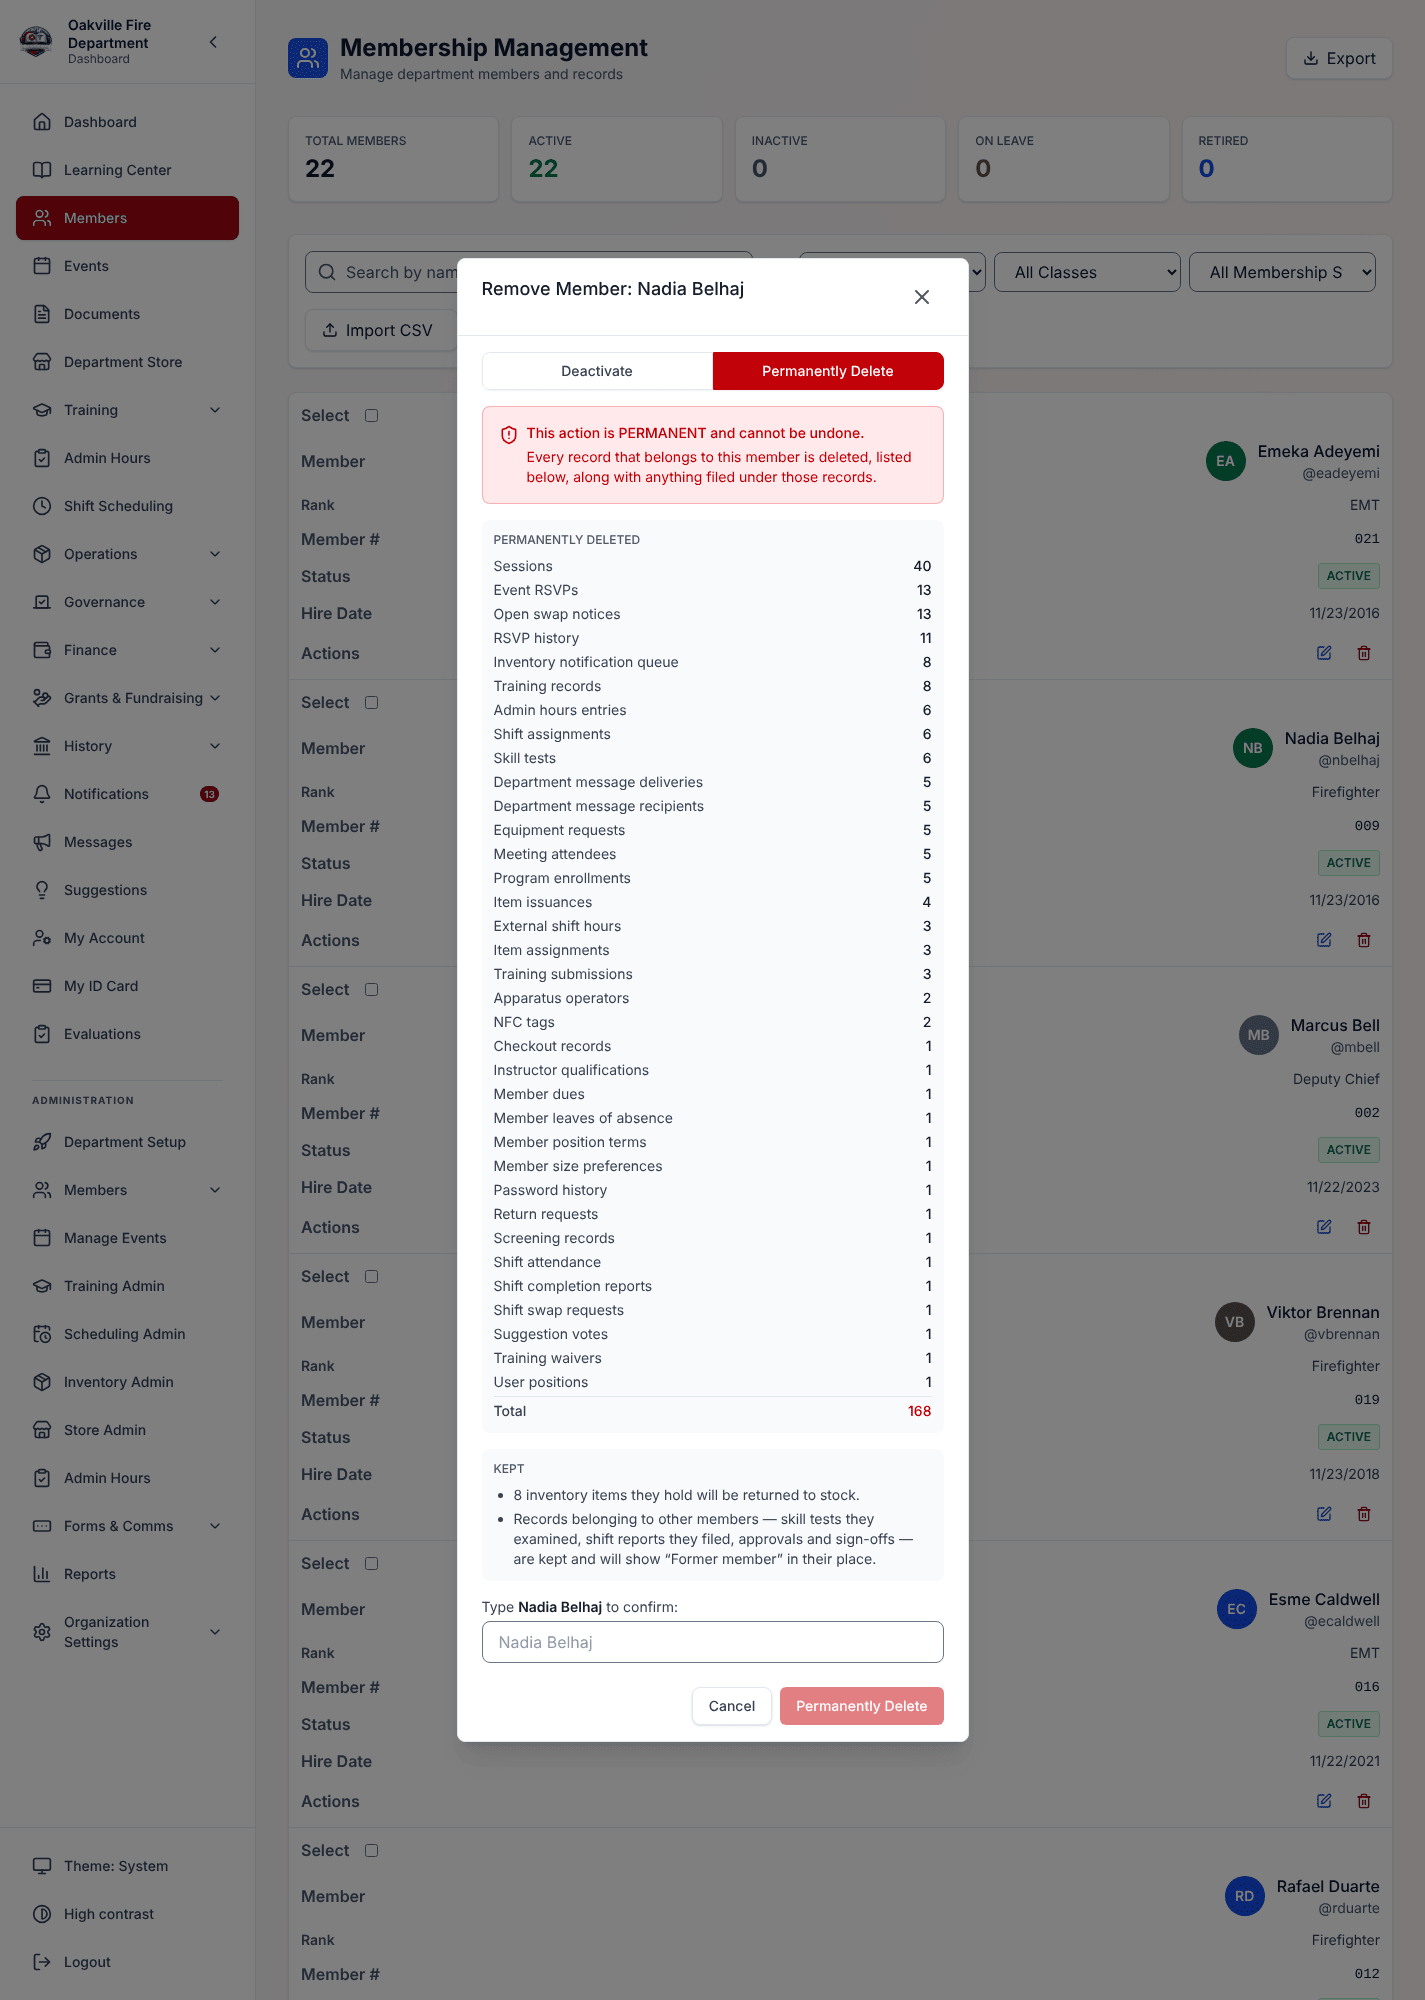 Oakville Fire
Department
Dashboard
Dashboard
Learning Center
Members
Events
Documents
Department Store
Training
Admin Hours
Shift Scheduling
Operations
Governance
Finance
Grants & Fundraising
History
Notifications 13
Messages
Suggestions
My Account
My ID Card
Evaluations
ADMINISTRATION
Department Setup
Members
Manage Events
Training Admin
Scheduling Admin
Inventory Admin
Store Admin
Admin Hours
Forms & Comms
Reports
Organization
Settings
Theme: System
High contrast
Logout
Membership Management
Manage department members and records
Export
TOTAL MEMBERS
22
ACTIVE
22
INACTIVE
0
ON LEAVE
0
RETIRED
0
Search by nam
All Classes
All Membership S
Import CSV
Select
Member EA Emeka Adeyemi
@eadeyemi
Rank EMT
Member # 021
Status ACTIVE
Hire Date 11/23/2016
Actions
Select
Member NB Nadia Belhaj
@nbelhaj
Rank Firefighter
Member # 009
Status ACTIVE
Hire Date 11/23/2016
Actions
Select
Member MB Marcus Bell
@mbell
Rank Deputy Chief
Member # 002
Status ACTIVE
Hire Date 11/22/2023
Actions
Select
Member VB Viktor Brennan
@vbrennan
Rank Firefighter
Member # 019
Status ACTIVE
Hire Date 11/23/2018
Actions
Select
Member EC Esme Caldwell
@ecaldwell
Rank EMT
Member # 016
Status ACTIVE
Hire Date 11/22/2021
Actions
Select
Member RD Rafael Duarte
@rduarte
Rank Firefighter
Member # 012
Remove Member: Nadia Belhaj
Deactivate
Permanently Delete
This action is PERMANENT and cannot be undone.
Every record that belongs to this member is deleted, listed
below, along with anything filed under those records.
PERMANENTLY DELETED
Sessions 40
Event RSVPs 13
Open swap notices 13
RSVP history 11
Inventory notification queue 8
Training records 8
Admin hours entries 6
Shift assignments 6
Skill tests 6
Department message deliveries 5
Department message recipients 5
Equipment requests 5
Meeting attendees 5
Program enrollments 5
Item issuances 4
External shift hours 3
Item assignments 3
Training submissions 3
Apparatus operators 2
NFC tags 2
Checkout records 1
Instructor qualifications 1
Member dues 1
Member leaves of absence 1
Member position terms 1
Member size preferences 1
Password history 1
Return requests 1
Screening records 1
Shift attendance 1
Shift completion reports 1
Shift swap requests 1
Suggestion votes 1
Training waivers 1
User positions 1
Total 168
KEPT
• 8 inventory items they hold will be returned to stock.
• Records belonging to other members — skill tests they
examined, shift reports they filed, approvals and sign-offs —
are kept and will show “Former member” in their place.
Type Nadia Belhaj to confirm:
Nadia Belhaj
Cancel
Permanently Delete